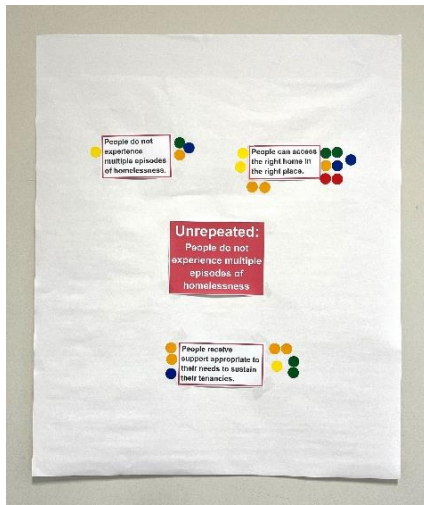 People do not
experience
multiple episodes
of homelessness.
People can access
the right home in
the right place.
Unrepeated:
People do not
experience multiple
episodes of
homelessness
People receive
support appropriate to
their needs to sustain
their tenancies.